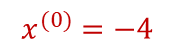 x⁽⁰⁾ = −4